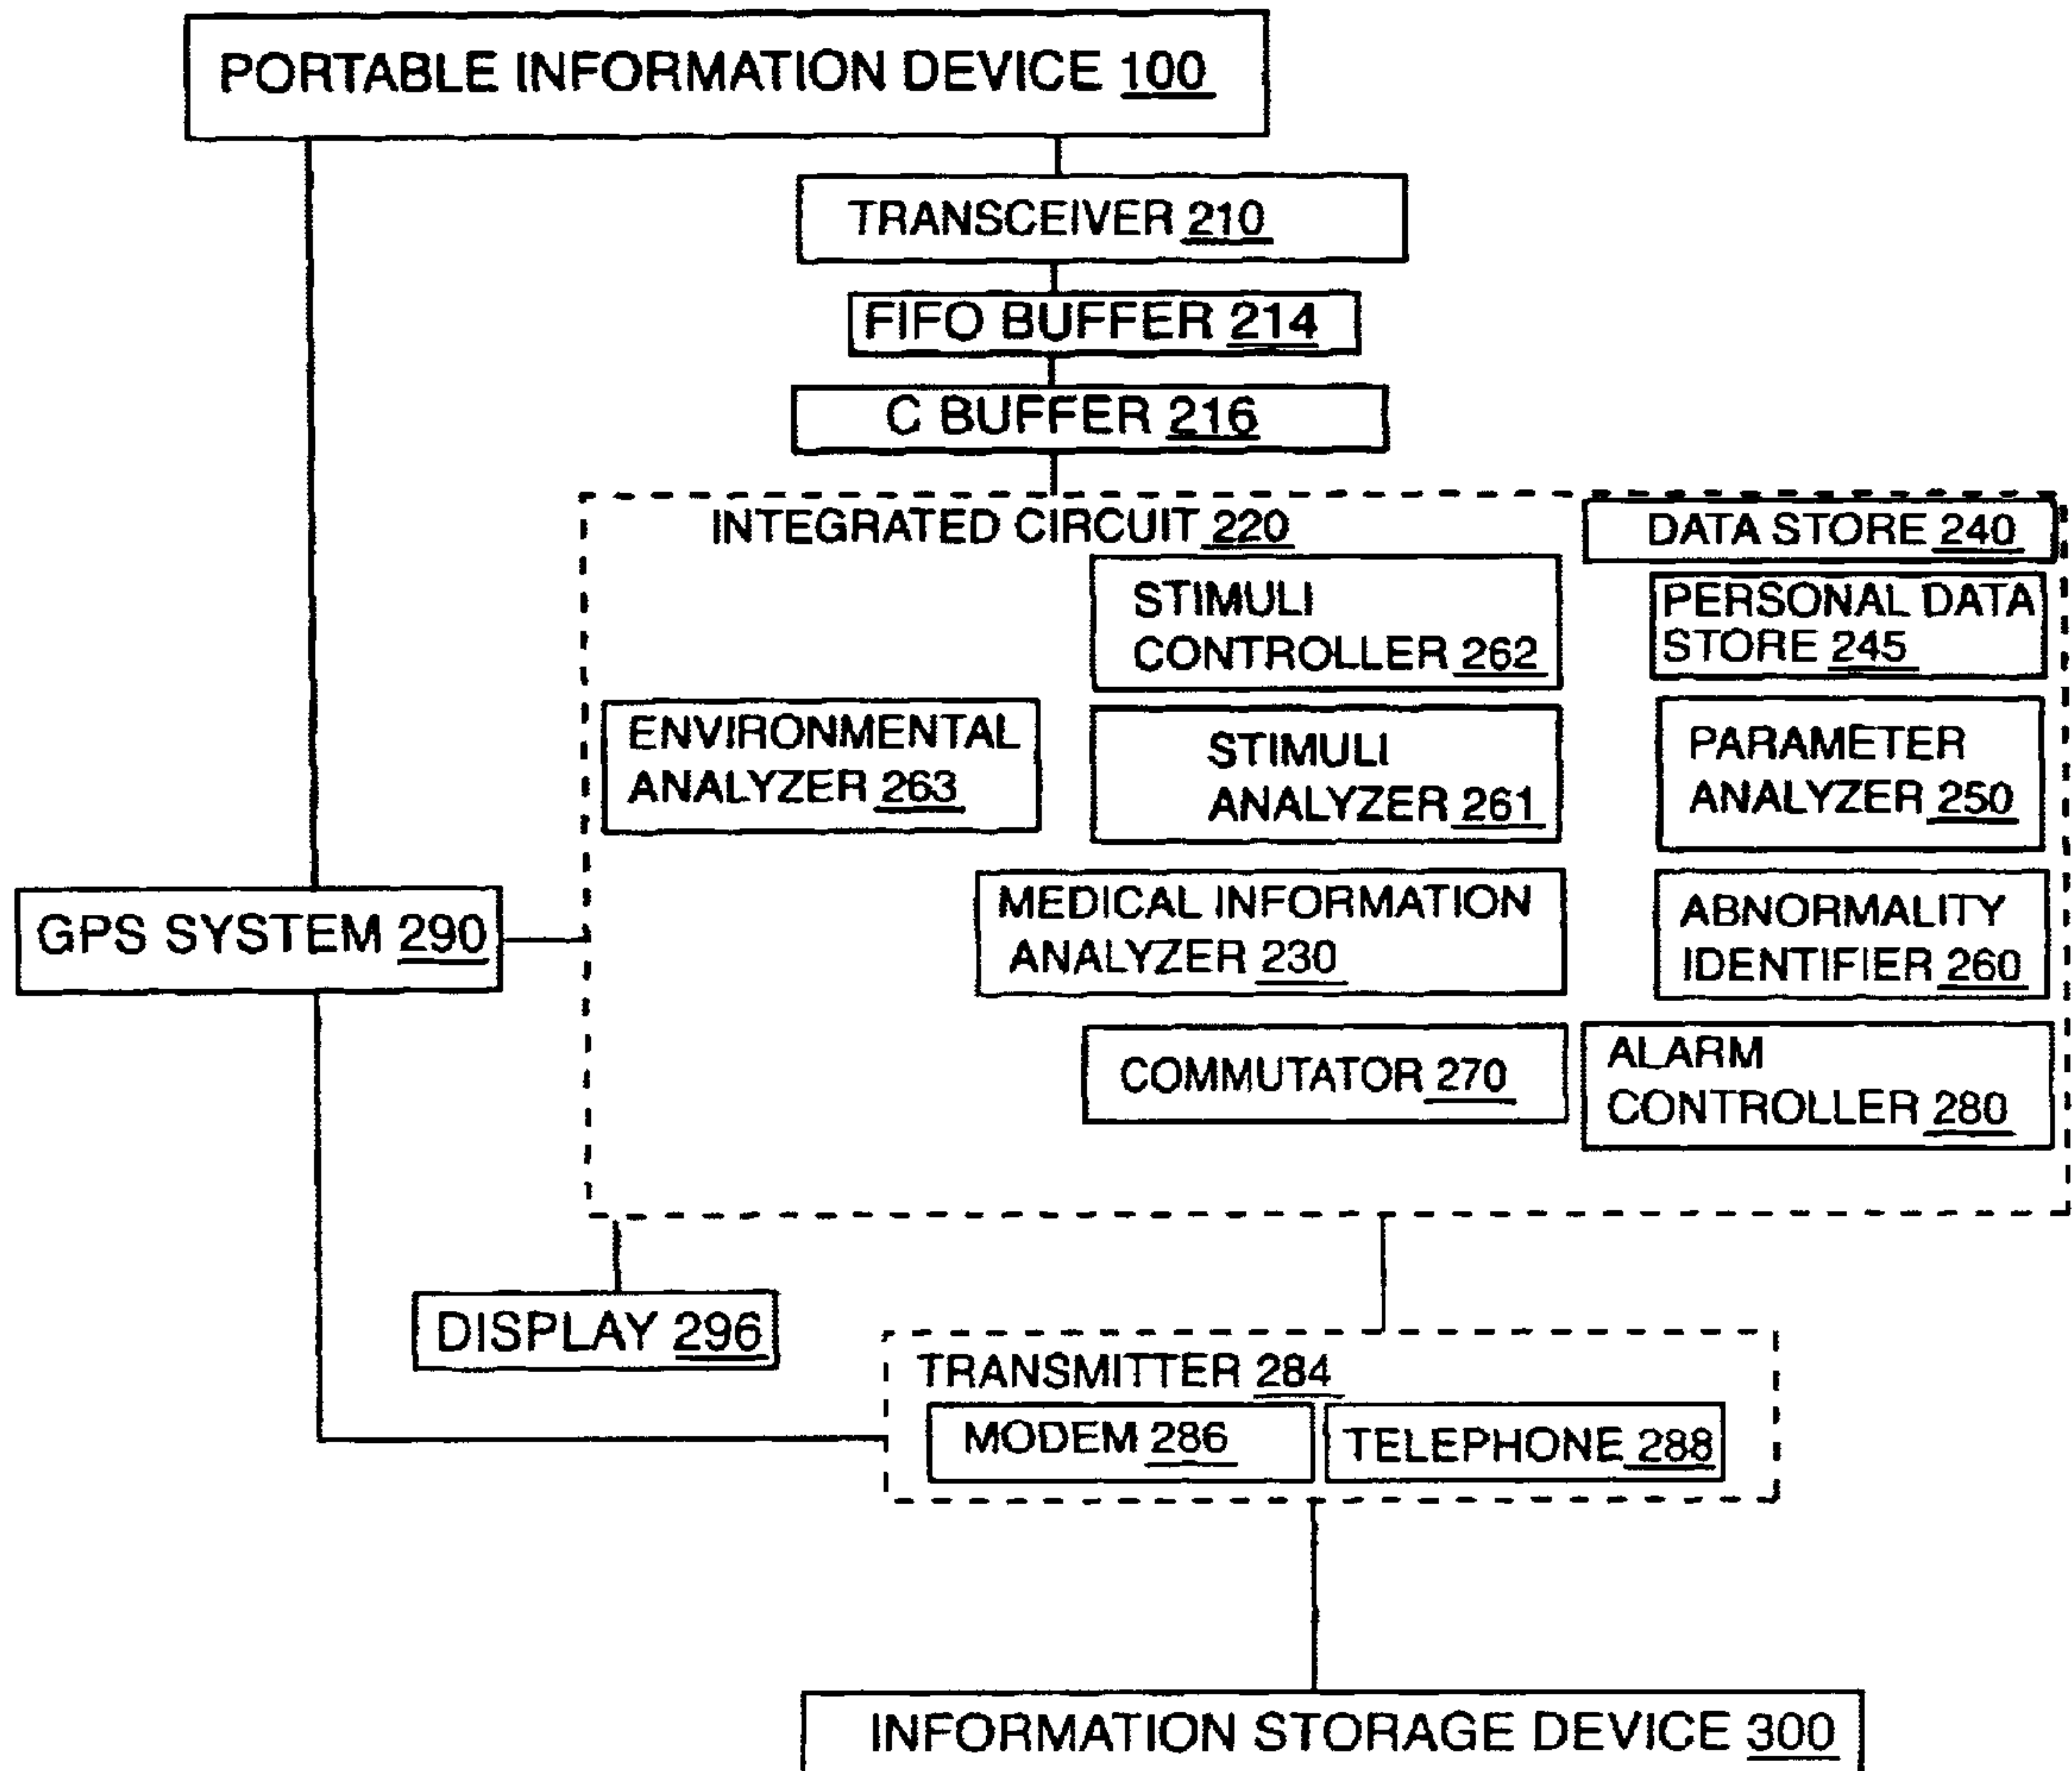 PORTABLE INFORMATION DEVICE 100
TRANSCEIVER 210
FIFO BUFFER 214
C BUFFER 216
INTEGRATED CIRCUIT 220
DATA STORE 240
STIMULI
CONTROLLER 262
PERSONAL DATA
STORE 245
ENVIRONMENTAL
ANALYZER 263
STIMULI
ANALYZER 261
PARAMETER
ANALYZER 250
GPS SYSTEM 290
MEDICAL INFORMATION
ANALYZER 230
ABNORMALITY
IDENTIFIER 260
COMMUTATOR 270
ALARM
CONTROLLER 280
DISPLAY 296
TRANSMITTER 284
MODEM 286
TELEPHONE 288
INFORMATION STORAGE DEVICE 300